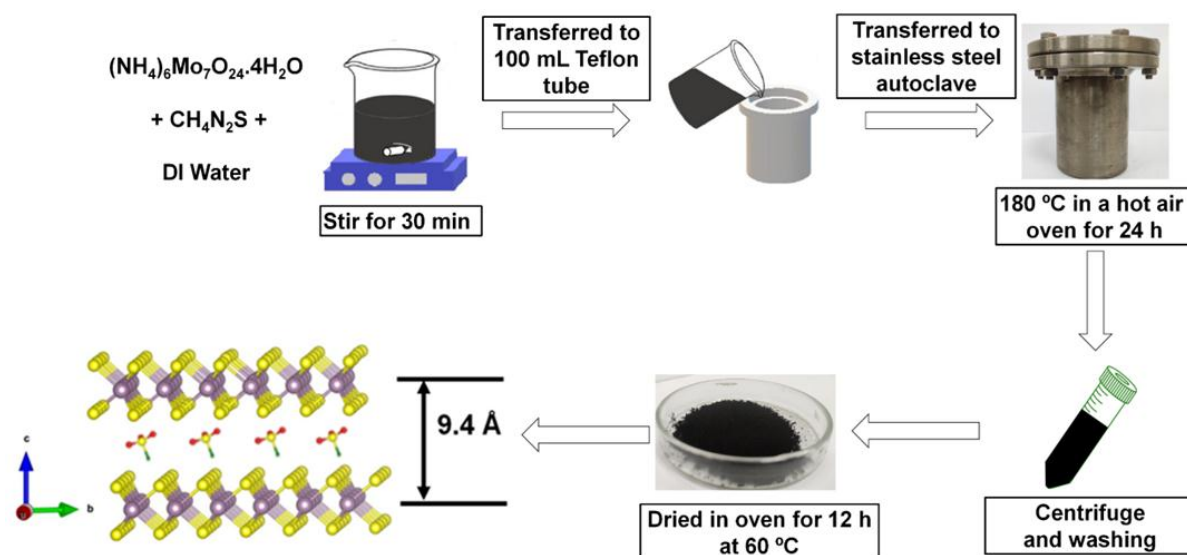 (NH₄)₆Mo₇O₂₄.4H₂O
+ CH₄N₂S +
DI Water
Stir for 30 min
Transferred to
100 mL Teflon
tube
Transferred to
stainless steel
autoclave
180 ºC in a hot air
oven for 24 h
Centrifuge
and washing
Dried in oven for 12 h
at 60 ºC
9.4 Å
c
b